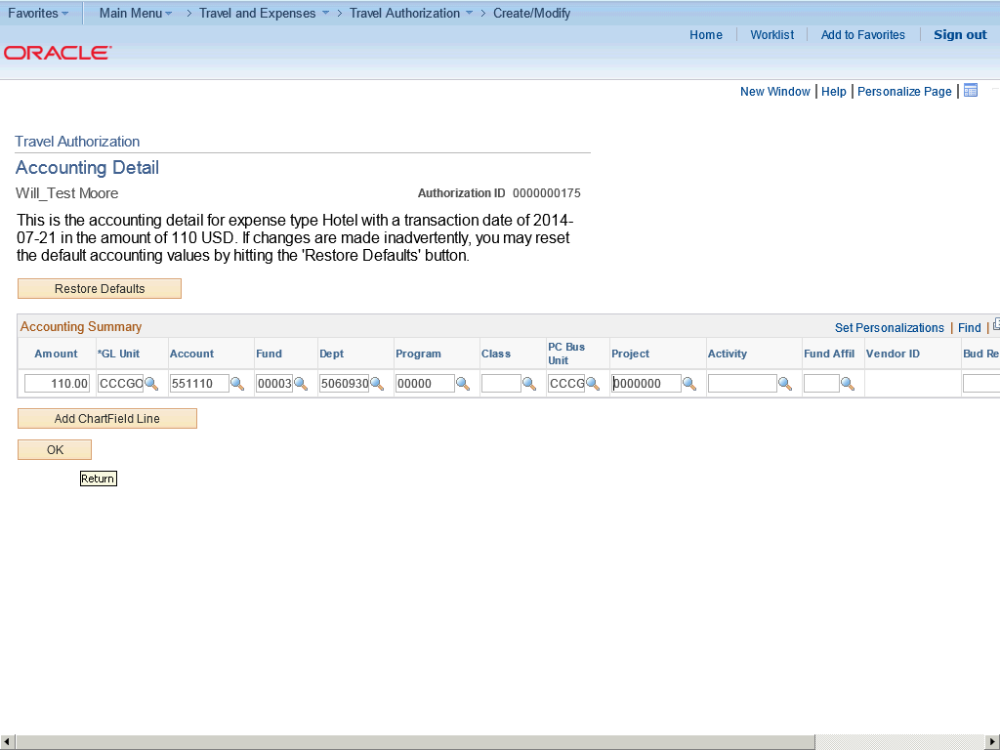 Favorites Main Menu > Travel and Expenses > Travel Authorization > Create/Modify
Home Worklist Add to Favorites Sign out
ORACLE
New Window | Help | Personalize Page |
Travel Authorization
Accounting Detail
Will_Test Moore Authorization ID 0000000175
This is the accounting detail for expense type Hotel with a transaction date of 2014-
07-21 in the amount of 110 USD. If changes are made inadvertently, you may reset
the default accounting values by hitting the 'Restore Defaults' button.
Restore Defaults
Accounting Summary Set Personalizations | Find |
Amount *GL Unit Account Fund Dept Program Class PC Bus Unit Project Activity Fund Affil Vendor ID Bud Re
110.00 CCCGO 551110 00003 5060930 00000 CCCG 0000000
Add ChartField Line
OK
Return